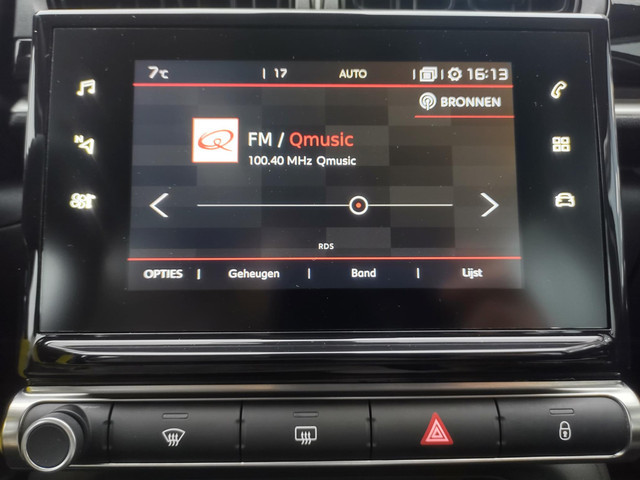 7°C | 17 AUTO | | 16:13
BRONNEN
FM / Qmusic
100.40 MHz Qmusic
RDS
OPTIES | Geheugen | Band | Lijst
N